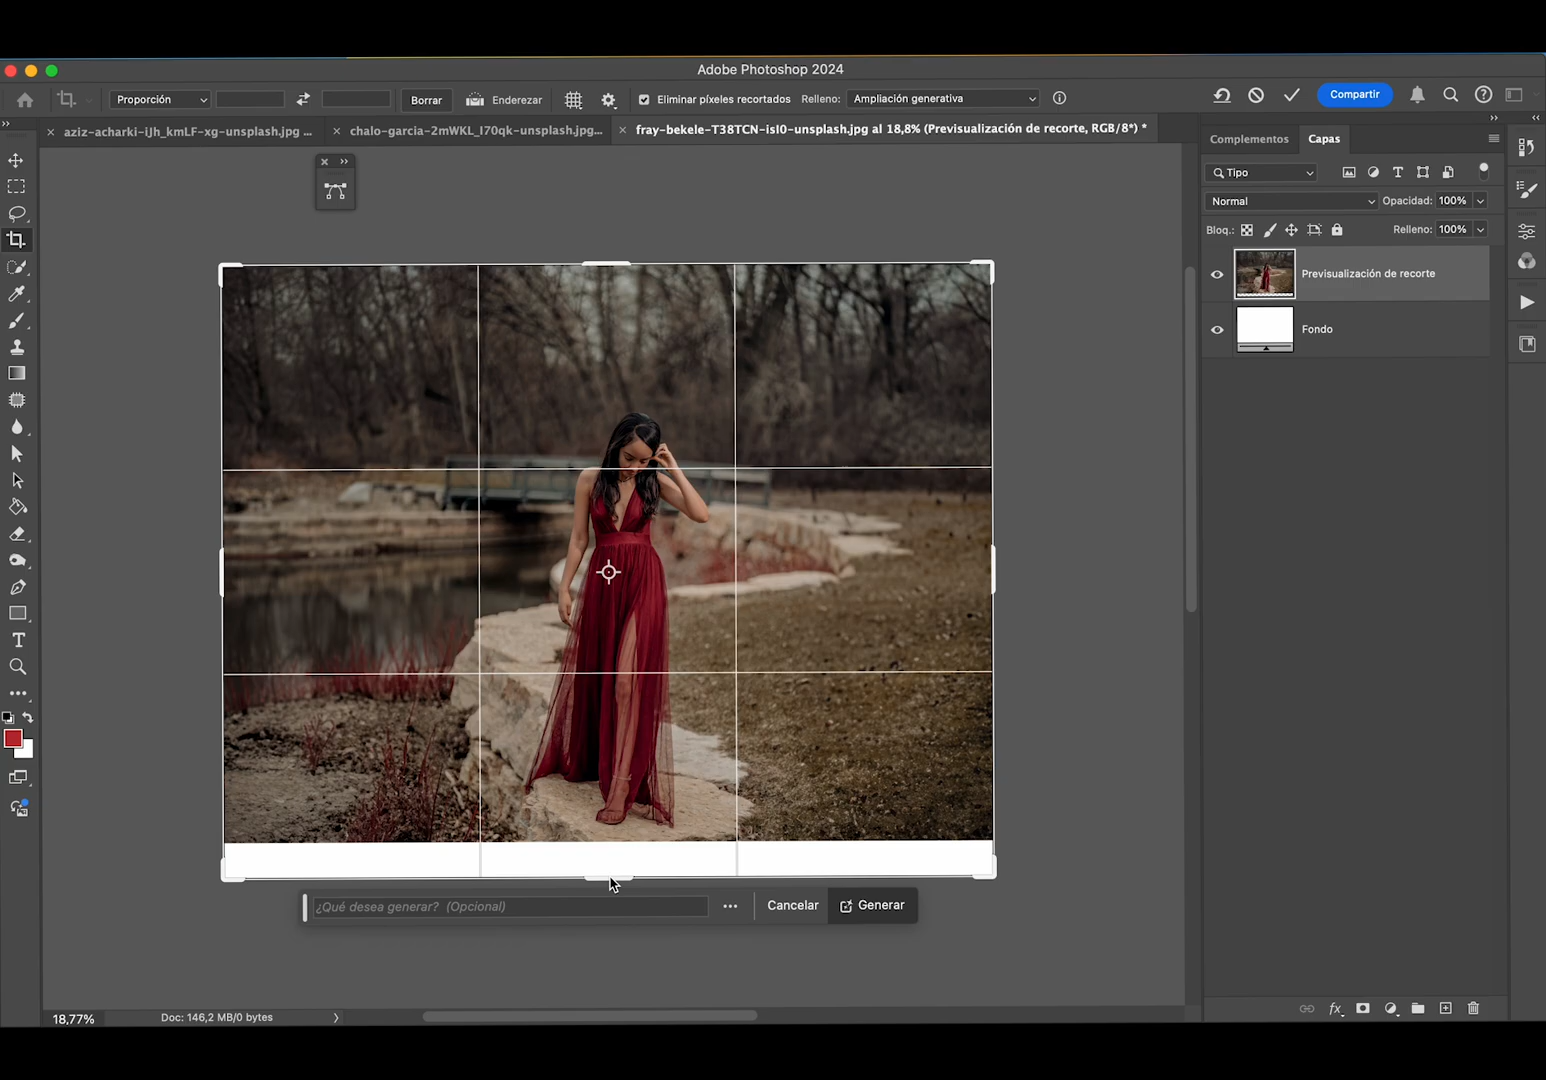 Adobe Photoshop 2024
Proporción Borrar Enderezar Eliminar píxeles recortados Relleno: Ampliación generativa Compartir
aziz-acharki-iJh_kmLF-xg-unsplash.jpg ... chalo-garcia-2mWKL_I70qk-unsplash.jpg... fray-bekele-T38TCN-isl0-unsplash.jpg al 18,8% (Previsualización de recorte, RGB/8*) *
Complementos Capas
Tipo
Normal Opacidad: 100%
Bloq.: Relleno: 100%
Previsualización de recorte
Fondo
¿Qué desea generar? (Opcional) Cancelar Generar
18,77% Doc: 146,2 MB/0 bytes